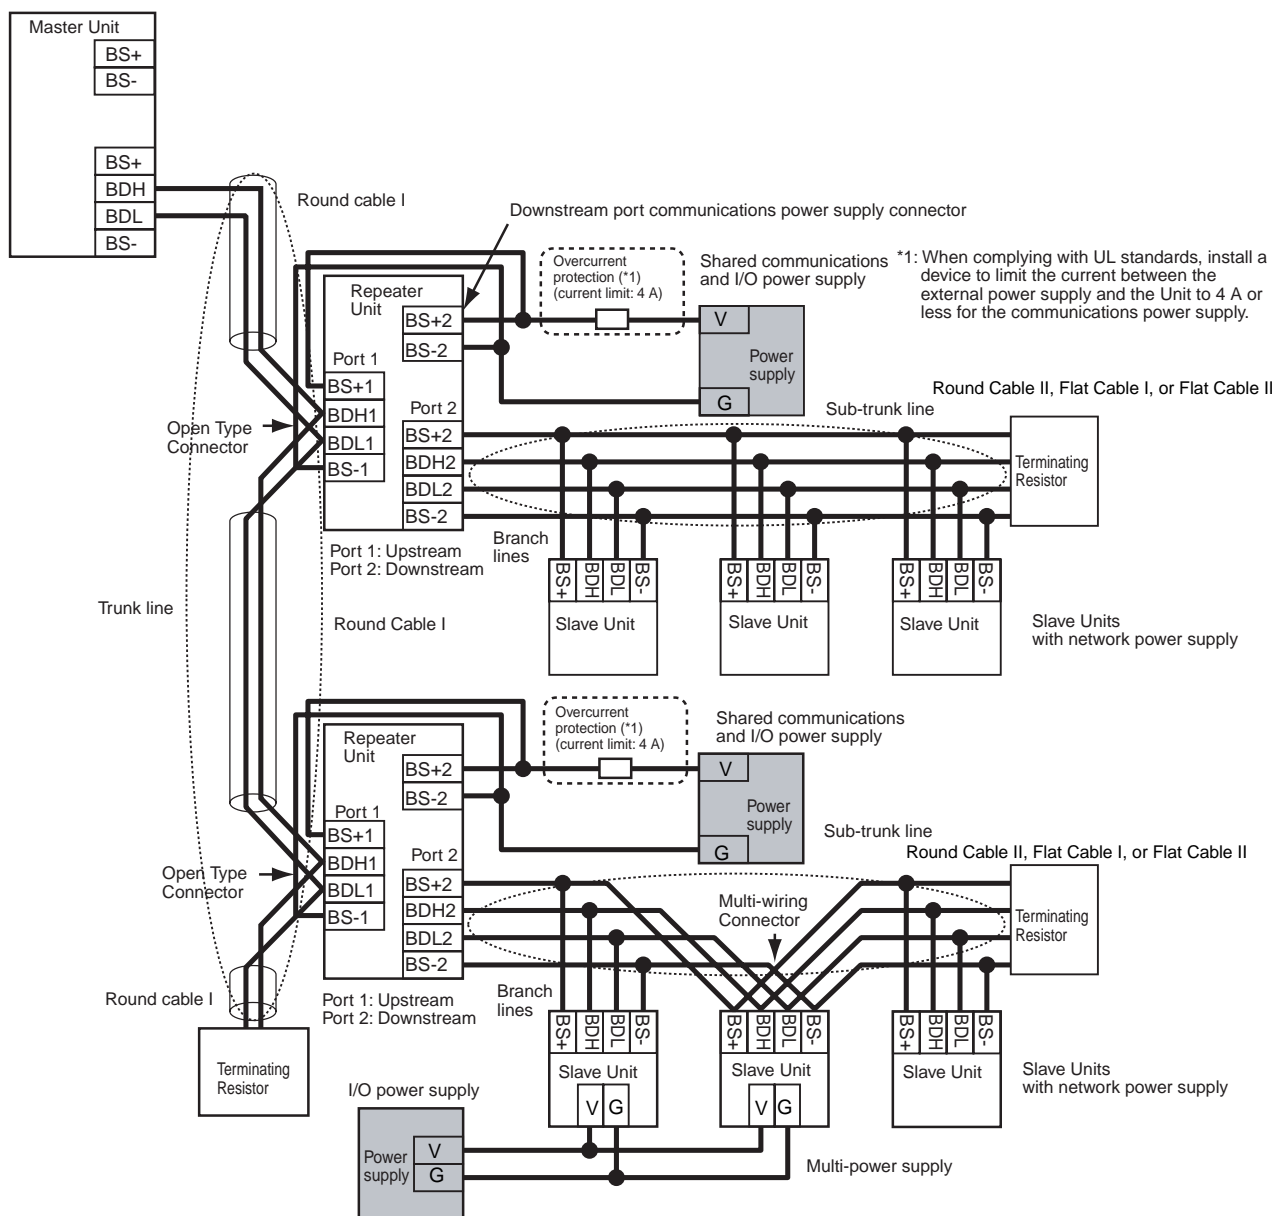 Master Unit
BS+
BS-
BS+
BDH
BDL
BS-
Round cable I
Downstream port communications power supply connector
Overcurrent
protection (*1)
(current limit: 4 A)
Shared communications
and I/O power supply
*1: When complying with UL standards, install a
device to limit the current between the
external power supply and the Unit to 4 A or
less for the communications power supply.
Repeater
Unit
BS+2
BS-2
V
Power
supply
G
Port 1
BS+1
BDH1
BDL1
BS-1
Open Type
Connector
Port 2
BS+2
BDH2
BDL2
BS-2
Sub-trunk line
Round Cable II, Flat Cable I, or Flat Cable II
Terminating
Resistor
Port 1: Upstream
Port 2: Downstream
Branch
lines
BS+
BDH
BDL
BS-
Slave Unit
BS+
BDH
BDL
BS-
Slave Unit
BS+
BDH
BDL
BS-
Slave Unit
Slave Units
with network power supply
Trunk line
Round Cable I
Overcurrent
protection (*1)
(current limit: 4 A)
Shared communications
and I/O power supply
Repeater
Unit
BS+2
BS-2
V
Power
supply
G
Port 1
BS+1
BDH1
BDL1
BS-1
Open Type
Connector
Port 2
BS+2
BDH2
BDL2
BS-2
Sub-trunk line
Round Cable II, Flat Cable I, or Flat Cable II
Multi-wiring
Connector
Terminating
Resistor
Round cable I
Port 1: Upstream
Port 2: Downstream
Branch
lines
BS+
BDH
BDL
BS-
Slave Unit
V G
BS+
BDH
BDL
BS-
Slave Unit
V G
BS+
BDH
BDL
BS-
Slave Unit
Slave Units
with network power supply
Terminating
Resistor
I/O power supply
Power
supply
V
G
Multi-power supply